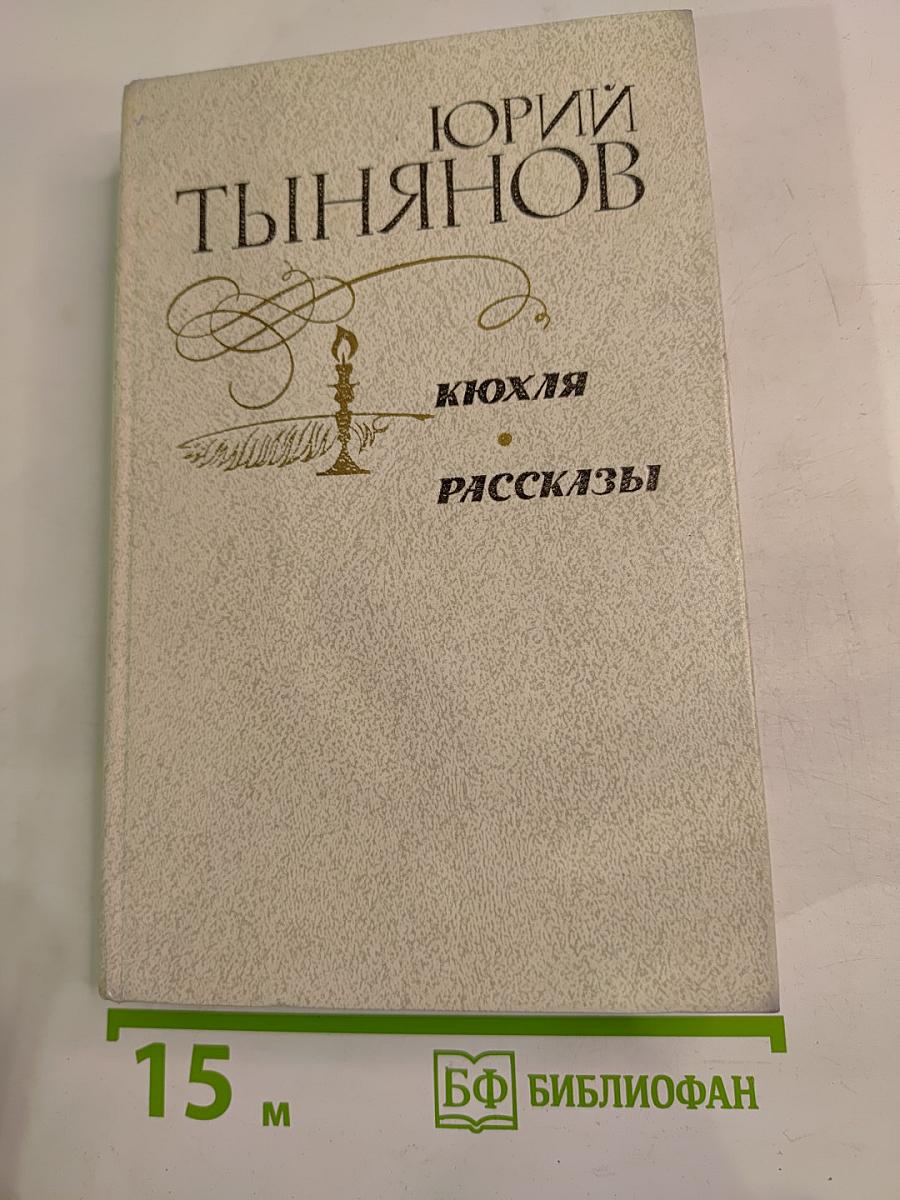 ЮРИЙ
ТЫНЯНОВ
КЮХЛЯ
РАССКАЗЫ
15 м
БФ БИБЛИОФАН